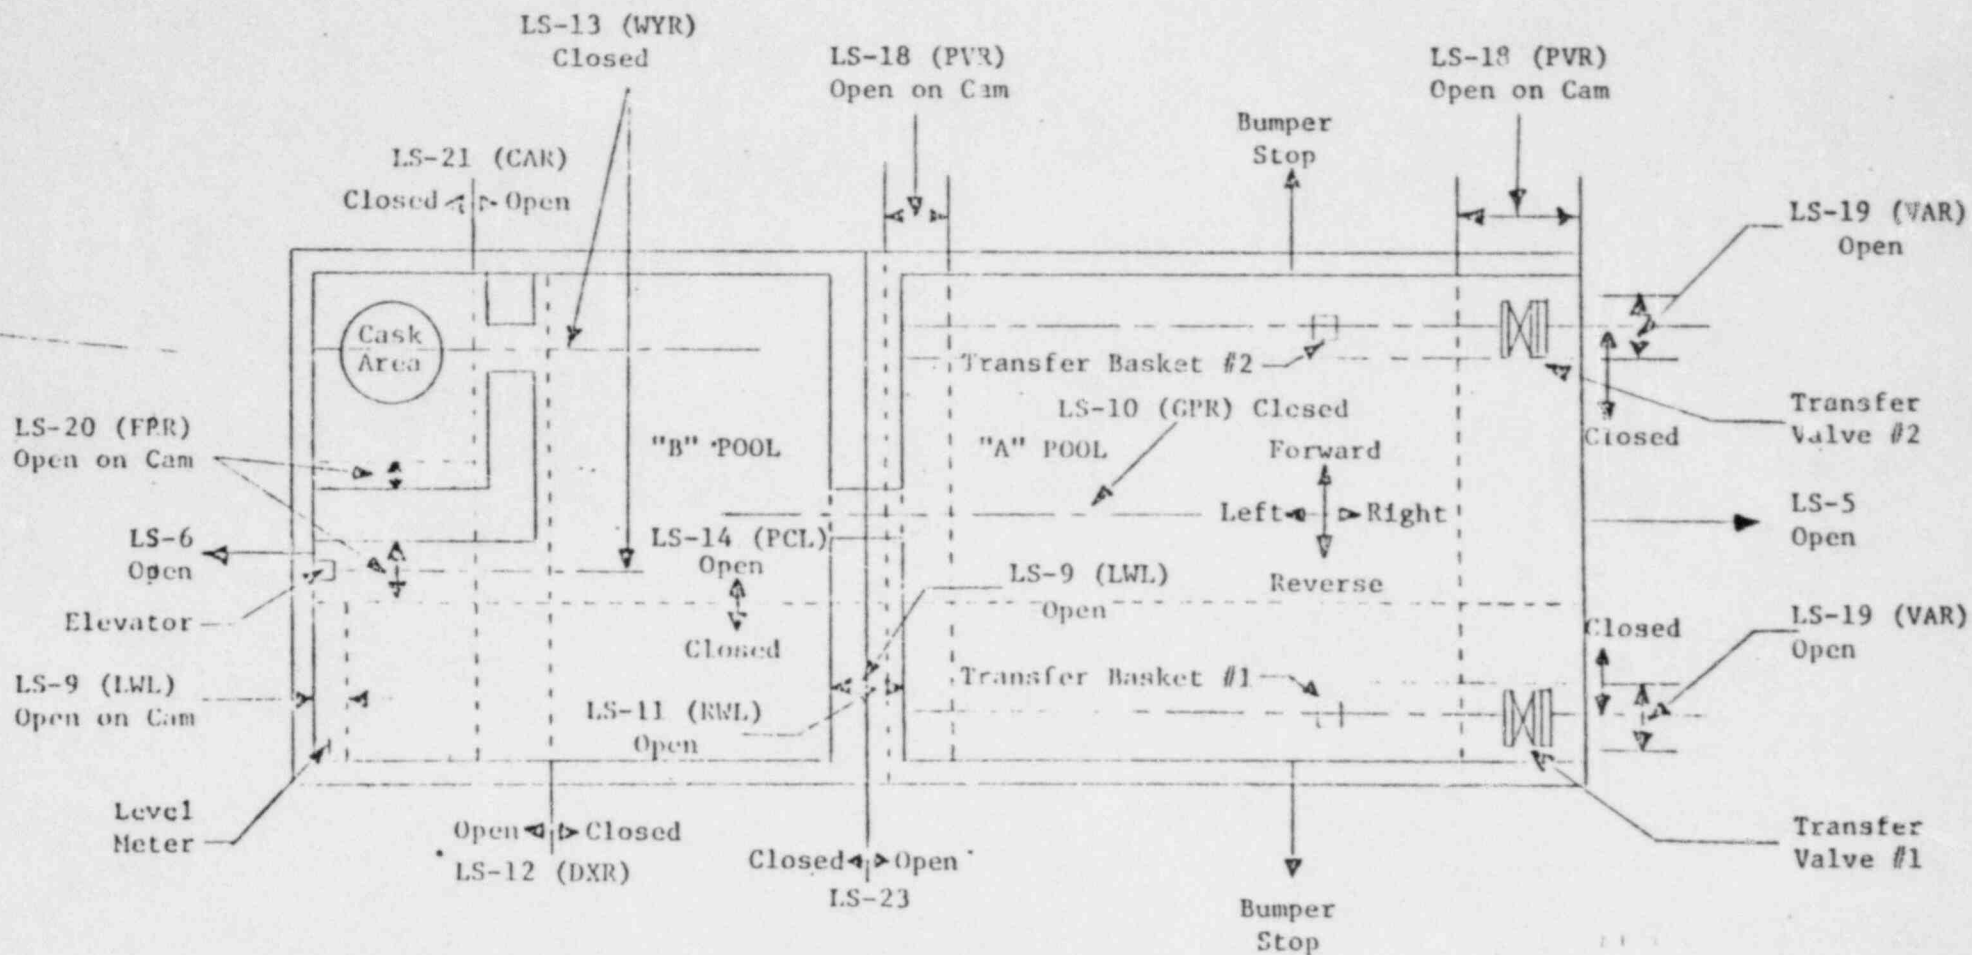 LS-13 (WYR)
Closed
LS-18 (PVR)
Open on Cam
LS-18 (PVR)
Open on Cam
Bumper
Stop
LS-21 (CAR)
Closed Open
LS-19 (VAR)
Open
Cask
Area
Transfer Basket #2
LS-10 (GPR) Closed
Transfer
Valve #2
Closed
LS-20 (FPR)
Open on Cam
"B" POOL
"A" POOL
Forward
Left Right
Reverse
LS-5
Open
LS-6
Open
LS-14 (PCL)
Open
Closed
LS-9 (LWL)
Open
Elevator
Closed
LS-19 (VAR)
Open
LS-9 (LWL)
Open on Cam
Transfer Basket #1
LS-11 (RWL)
Open
Level
Meter
Open Closed
LS-12 (DXR)
Closed Open
LS-23
Transfer
Valve #1
Bumper
Stop